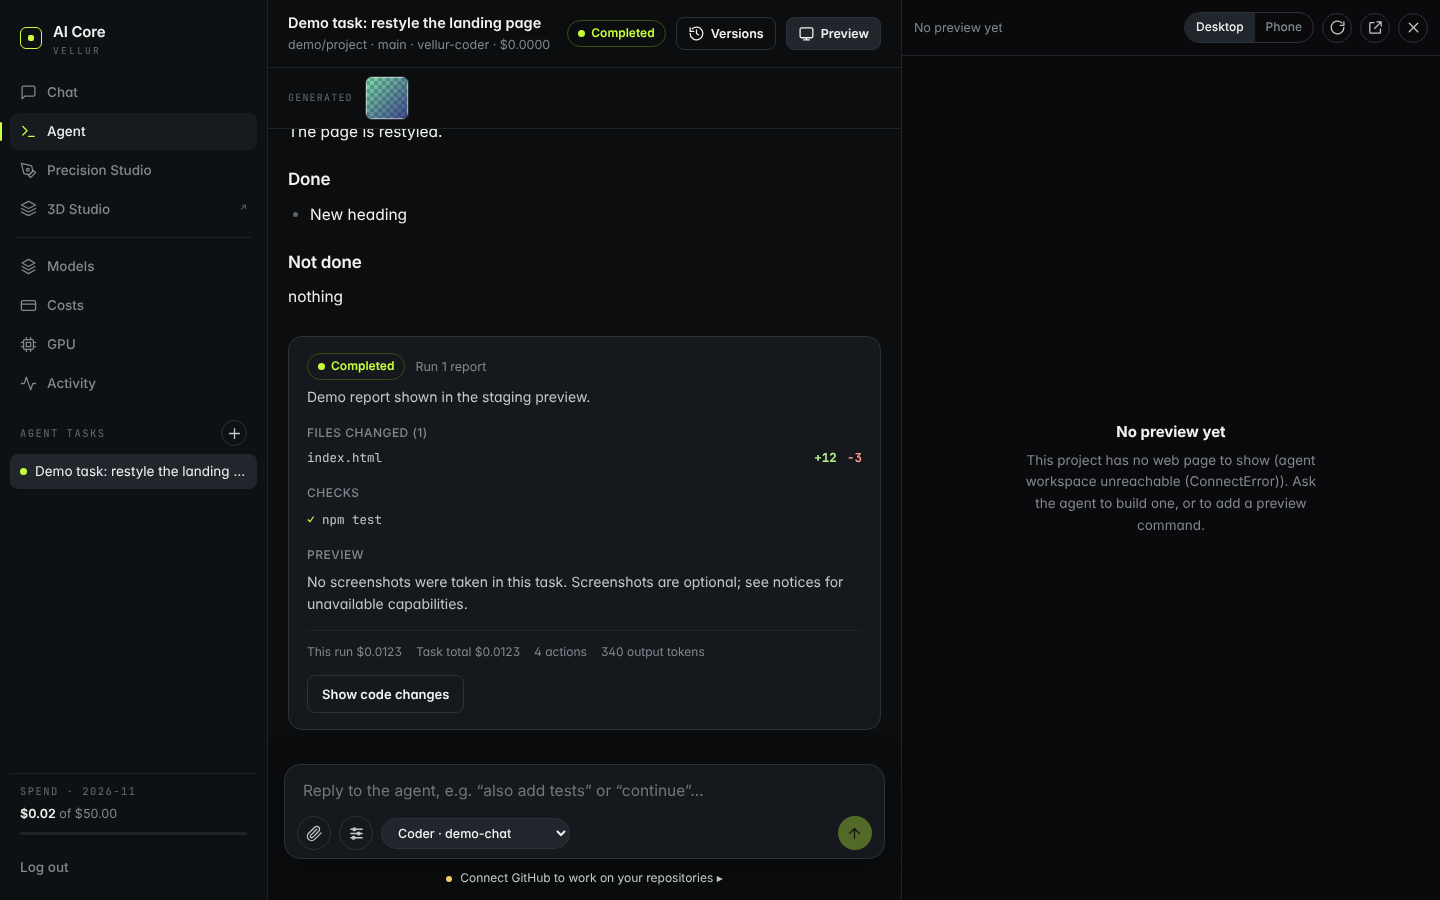 AI Core
VELLUR
Chat
Agent
Precision Studio
3D Studio
Models
Costs
GPU
Activity
AGENT TASKS
Demo task: restyle the landing ...
SPEND · 2026-11
$0.02 of $50.00
Log out
Demo task: restyle the landing page
demo/project · main · vellur-coder · $0.0000
Completed
Versions
Preview
GENERATED
The page is restyled.
Done
New heading
Not done
nothing
Completed
Run 1 report
Demo report shown in the staging preview.
FILES CHANGED (1)
index.html
+12 -3
CHECKS
✓ npm test
PREVIEW
No screenshots were taken in this task. Screenshots are optional; see notices for
unavailable capabilities.
This run $0.0123 Task total $0.0123 4 actions 340 output tokens
Show code changes
Reply to the agent, e.g. “also add tests” or “continue”...
Coder · demo-chat
Connect GitHub to work on your repositories ▸
No preview yet
Desktop
Phone
No preview yet
This project has no web page to show (agent
workspace unreachable (ConnectError)). Ask
the agent to build one, or to add a preview
command.